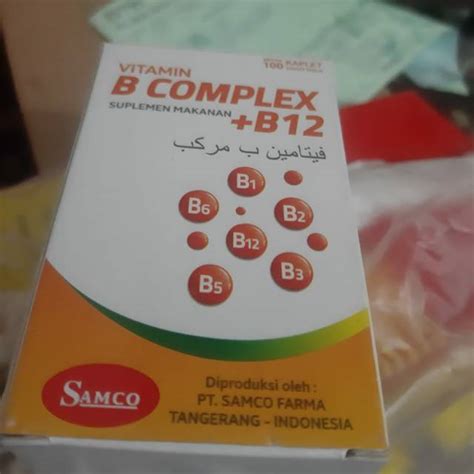 100 KAPLET
VITAMIN
B COMPLEX
SUPLEMEN MAKANAN +B12
فيتامين ب مركب
B1
B6
B2
B12
B3
B5
SAMCO
Diproduksi oleh :
PT. SAMCO FARMA
TANGERANG - INDONESIA